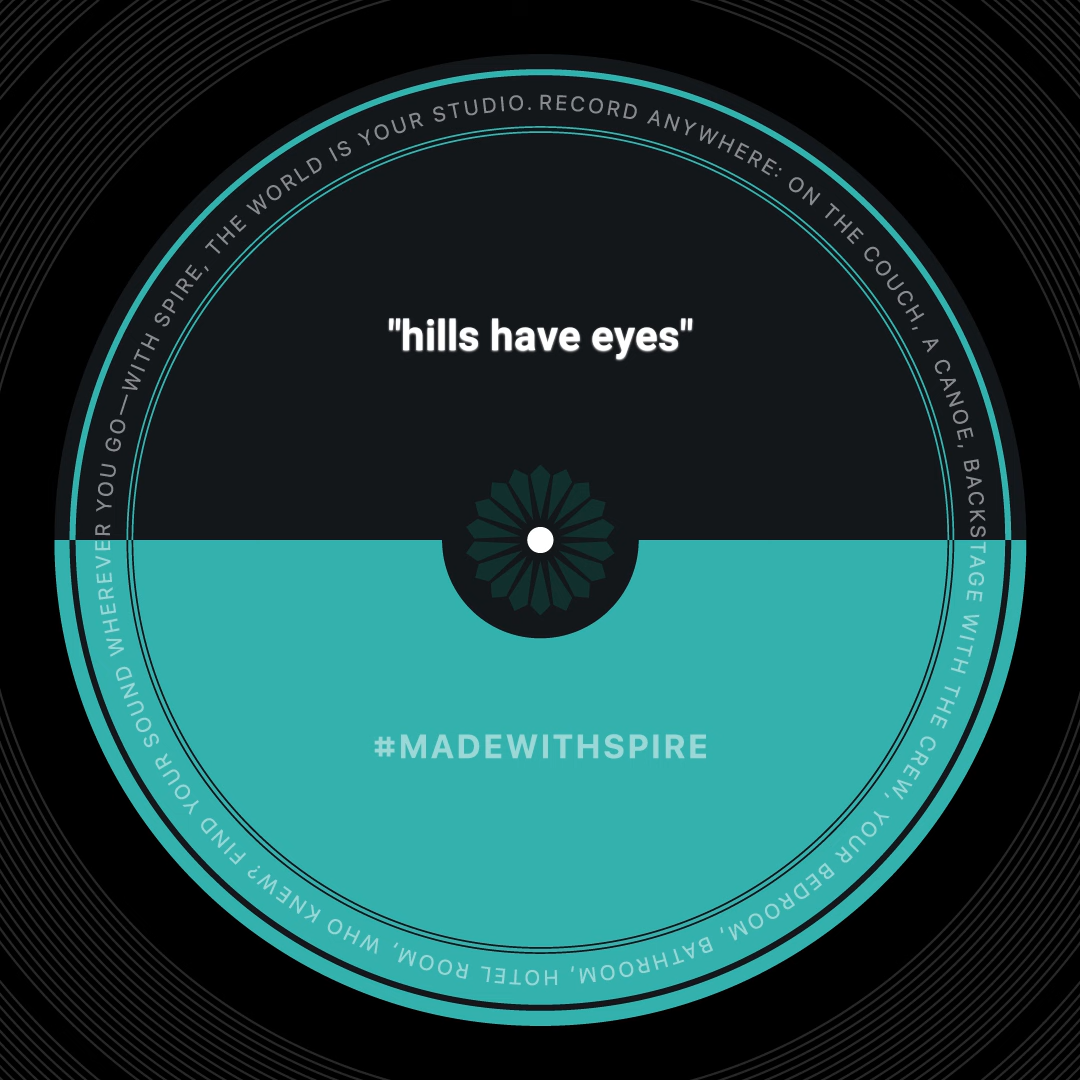 "hills have eyes"
#MADEWITHSPIRE
RECORD ANYWHERE: ON THE COUCH, A CANOE, BACKSTAGE WITH THE CREW, YOUR BEDROOM, BATHROOM, HOTEL ROOM, WHO KNEW? FIND YOUR SOUND WHEREVER YOU GO—WITH SPIRE, THE WORLD IS YOUR STUDIO.